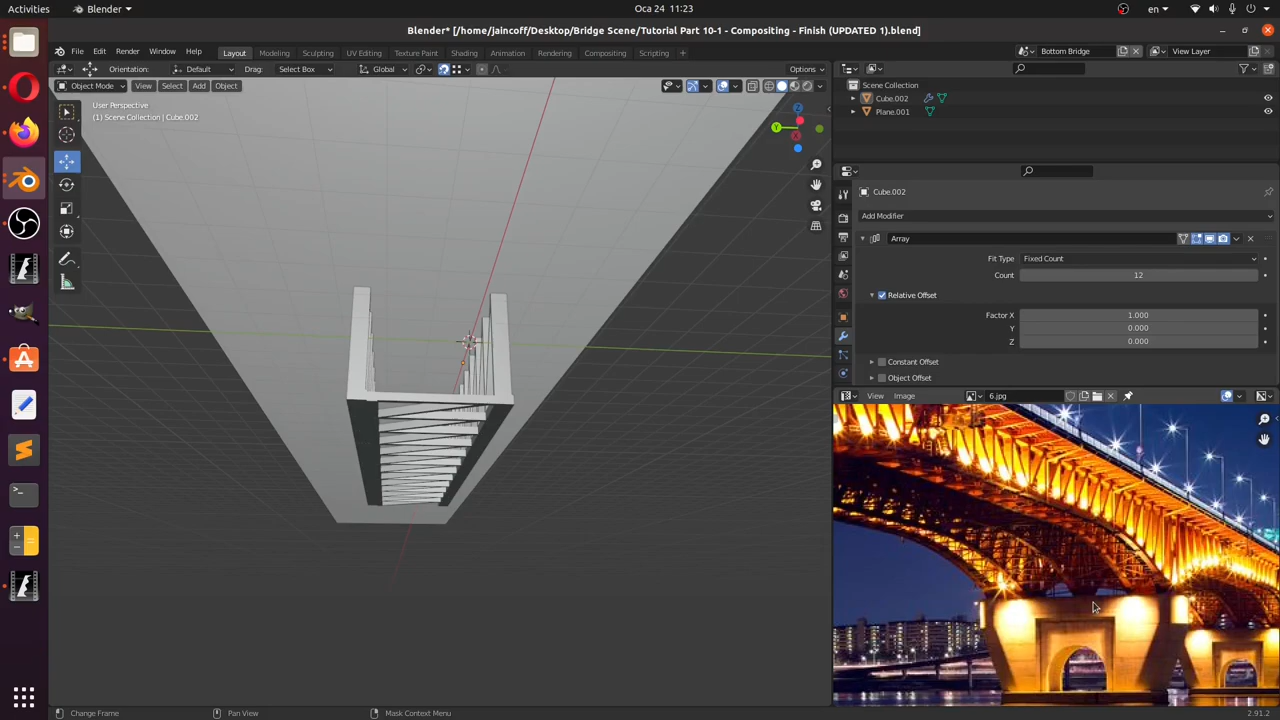 Activities
Blender
Oca 24 11:23
en
Blender* [/home/jaincoff/Desktop/Bridge Scene/Tutorial Part 10-1 - Compositing - Finish (UPDATED 1).blend]
File Edit Render Window Help
Layout Modeling Sculpting UV Editing Texture Paint Shading Animation Rendering Compositing Scripting +
Bottom Bridge
View Layer
Orientation: Default Drag: Select Box Global Options
Object Mode View Select Add Object
User Perspective
(1) Scene Collection | Cube.002
Z
Y
X
Scene Collection
Cube.002
Plane.001
Cube.002
Add Modifier
Array
Fit Type Fixed Count
Count 12
Relative Offset
Factor X 1.000
Y 0.000
Z 0.000
Constant Offset
Object Offset
View Image 6.jpg
Change Frame Pan View Mask Context Menu 2.91.2